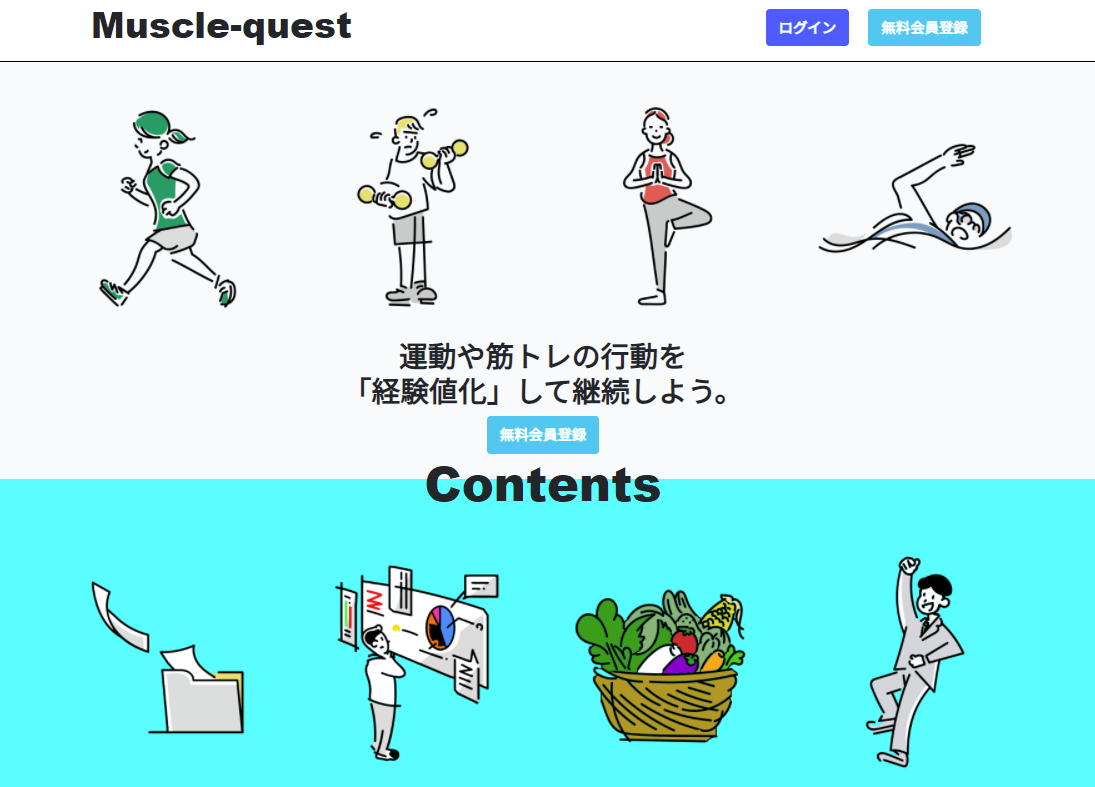 Muscle-quest
ログイン
無料会員登録
運動や筋トレの行動を
「経験値化」して継続しよう。
無料会員登録
Contents